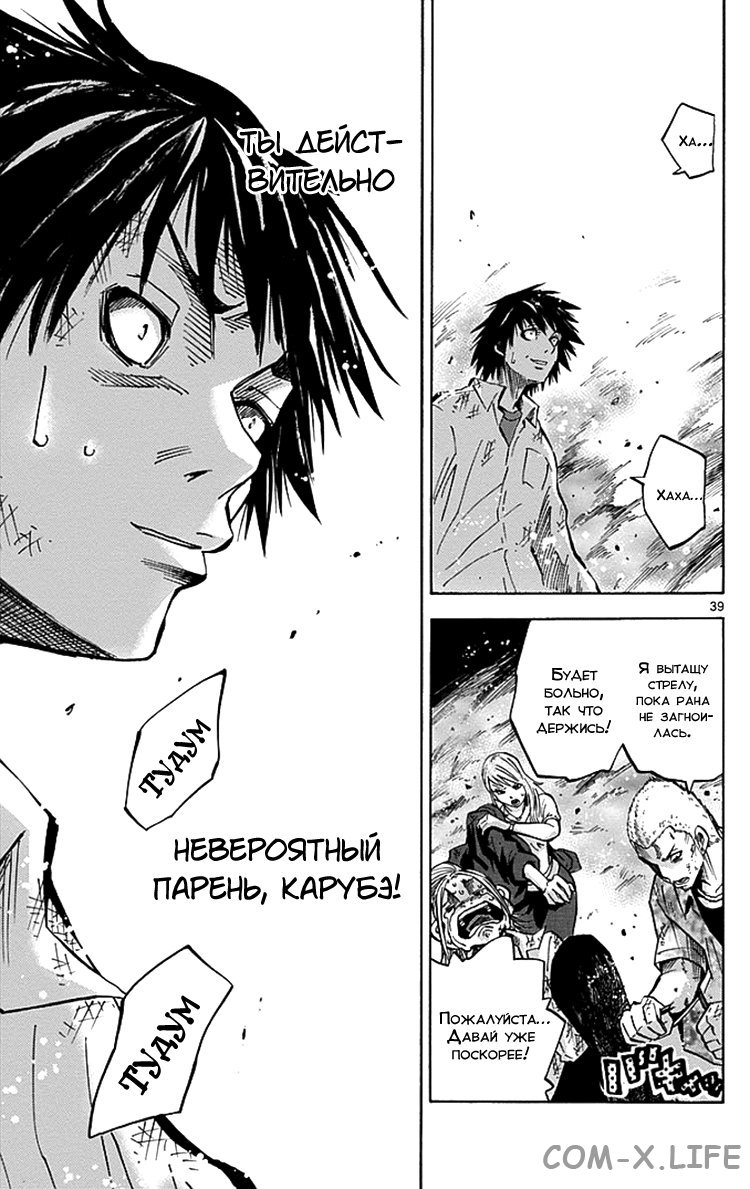 Ха...
Хаха...
39
Я вытащу
стрелу,
пока рана
не загнои-
лась.
Будет
больно,
так что
держись!
Пожалуйста...
Давай уже
поскорее!
Ты дейст-
вительно
тудум
невероятный
парень, Карубэ!
тудум
COM-X.LIFE